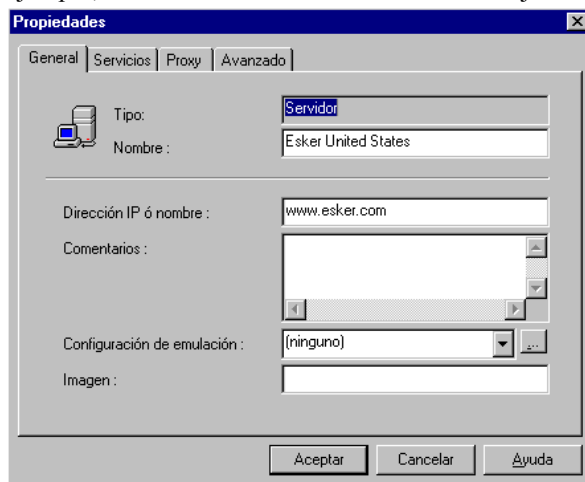 Propiedades
General Servicios Proxy Avanzado
Tipo: Servidor
Nombre : Esker United States
Dirección IP ó nombre : www.esker.com
Comentarios :
Configuración de emulación : (ninguno) ...
Imagen :
Aceptar Cancelar Ayuda